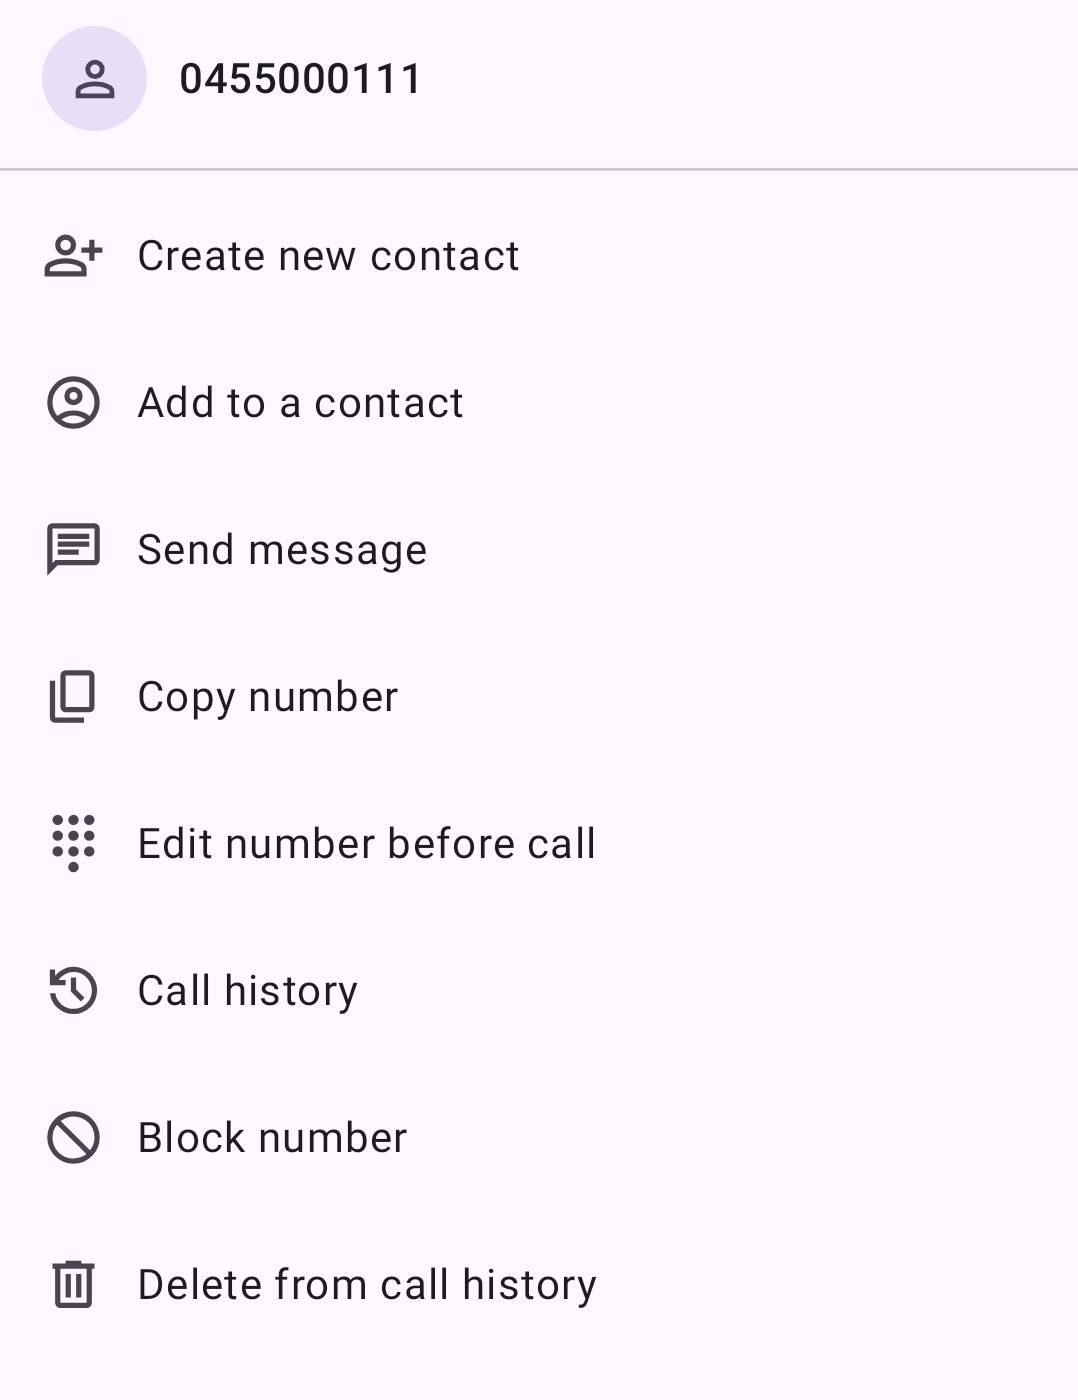 0455000111
Create new contact
Add to a contact
Send message
Copy number
Edit number before call
Call history
Block number
Delete from call history